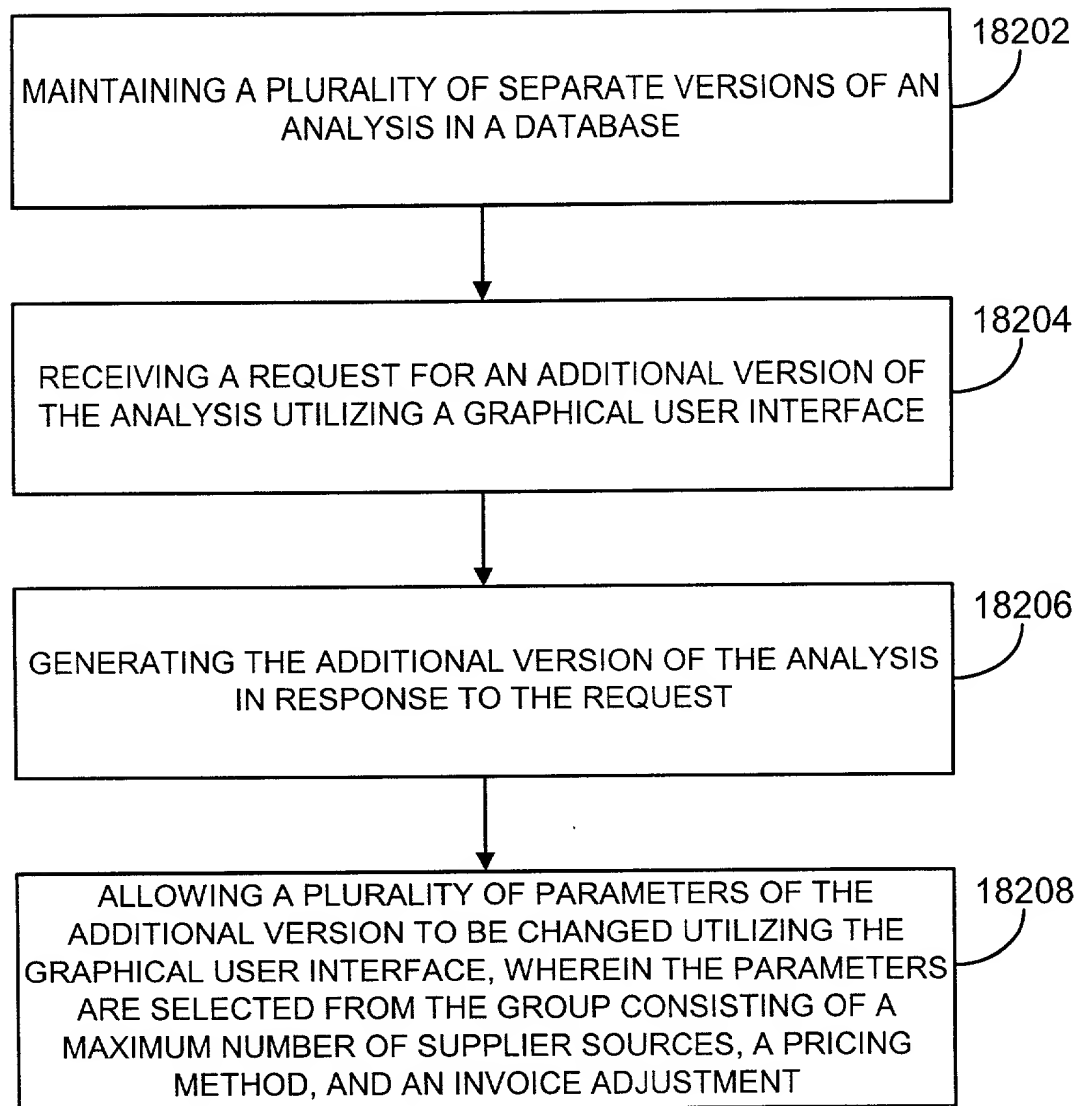 18202
MAINTAINING A PLURALITY OF SEPARATE VERSIONS OF AN
ANALYSIS IN A DATABASE
18204
RECEIVING A REQUEST FOR AN ADDITIONAL VERSION OF
THE ANALYSIS UTILIZING A GRAPHICAL USER INTERFACE
18206
GENERATING THE ADDITIONAL VERSION OF THE ANALYSIS
IN RESPONSE TO THE REQUEST
18208
ALLOWING A PLURALITY OF PARAMETERS OF THE
ADDITIONAL VERSION TO BE CHANGED UTILIZING THE
GRAPHICAL USER INTERFACE, WHEREIN THE PARAMETERS
ARE SELECTED FROM THE GROUP CONSISTING OF A
MAXIMUM NUMBER OF SUPPLIER SOURCES, A PRICING
METHOD, AND AN INVOICE ADJUSTMENT